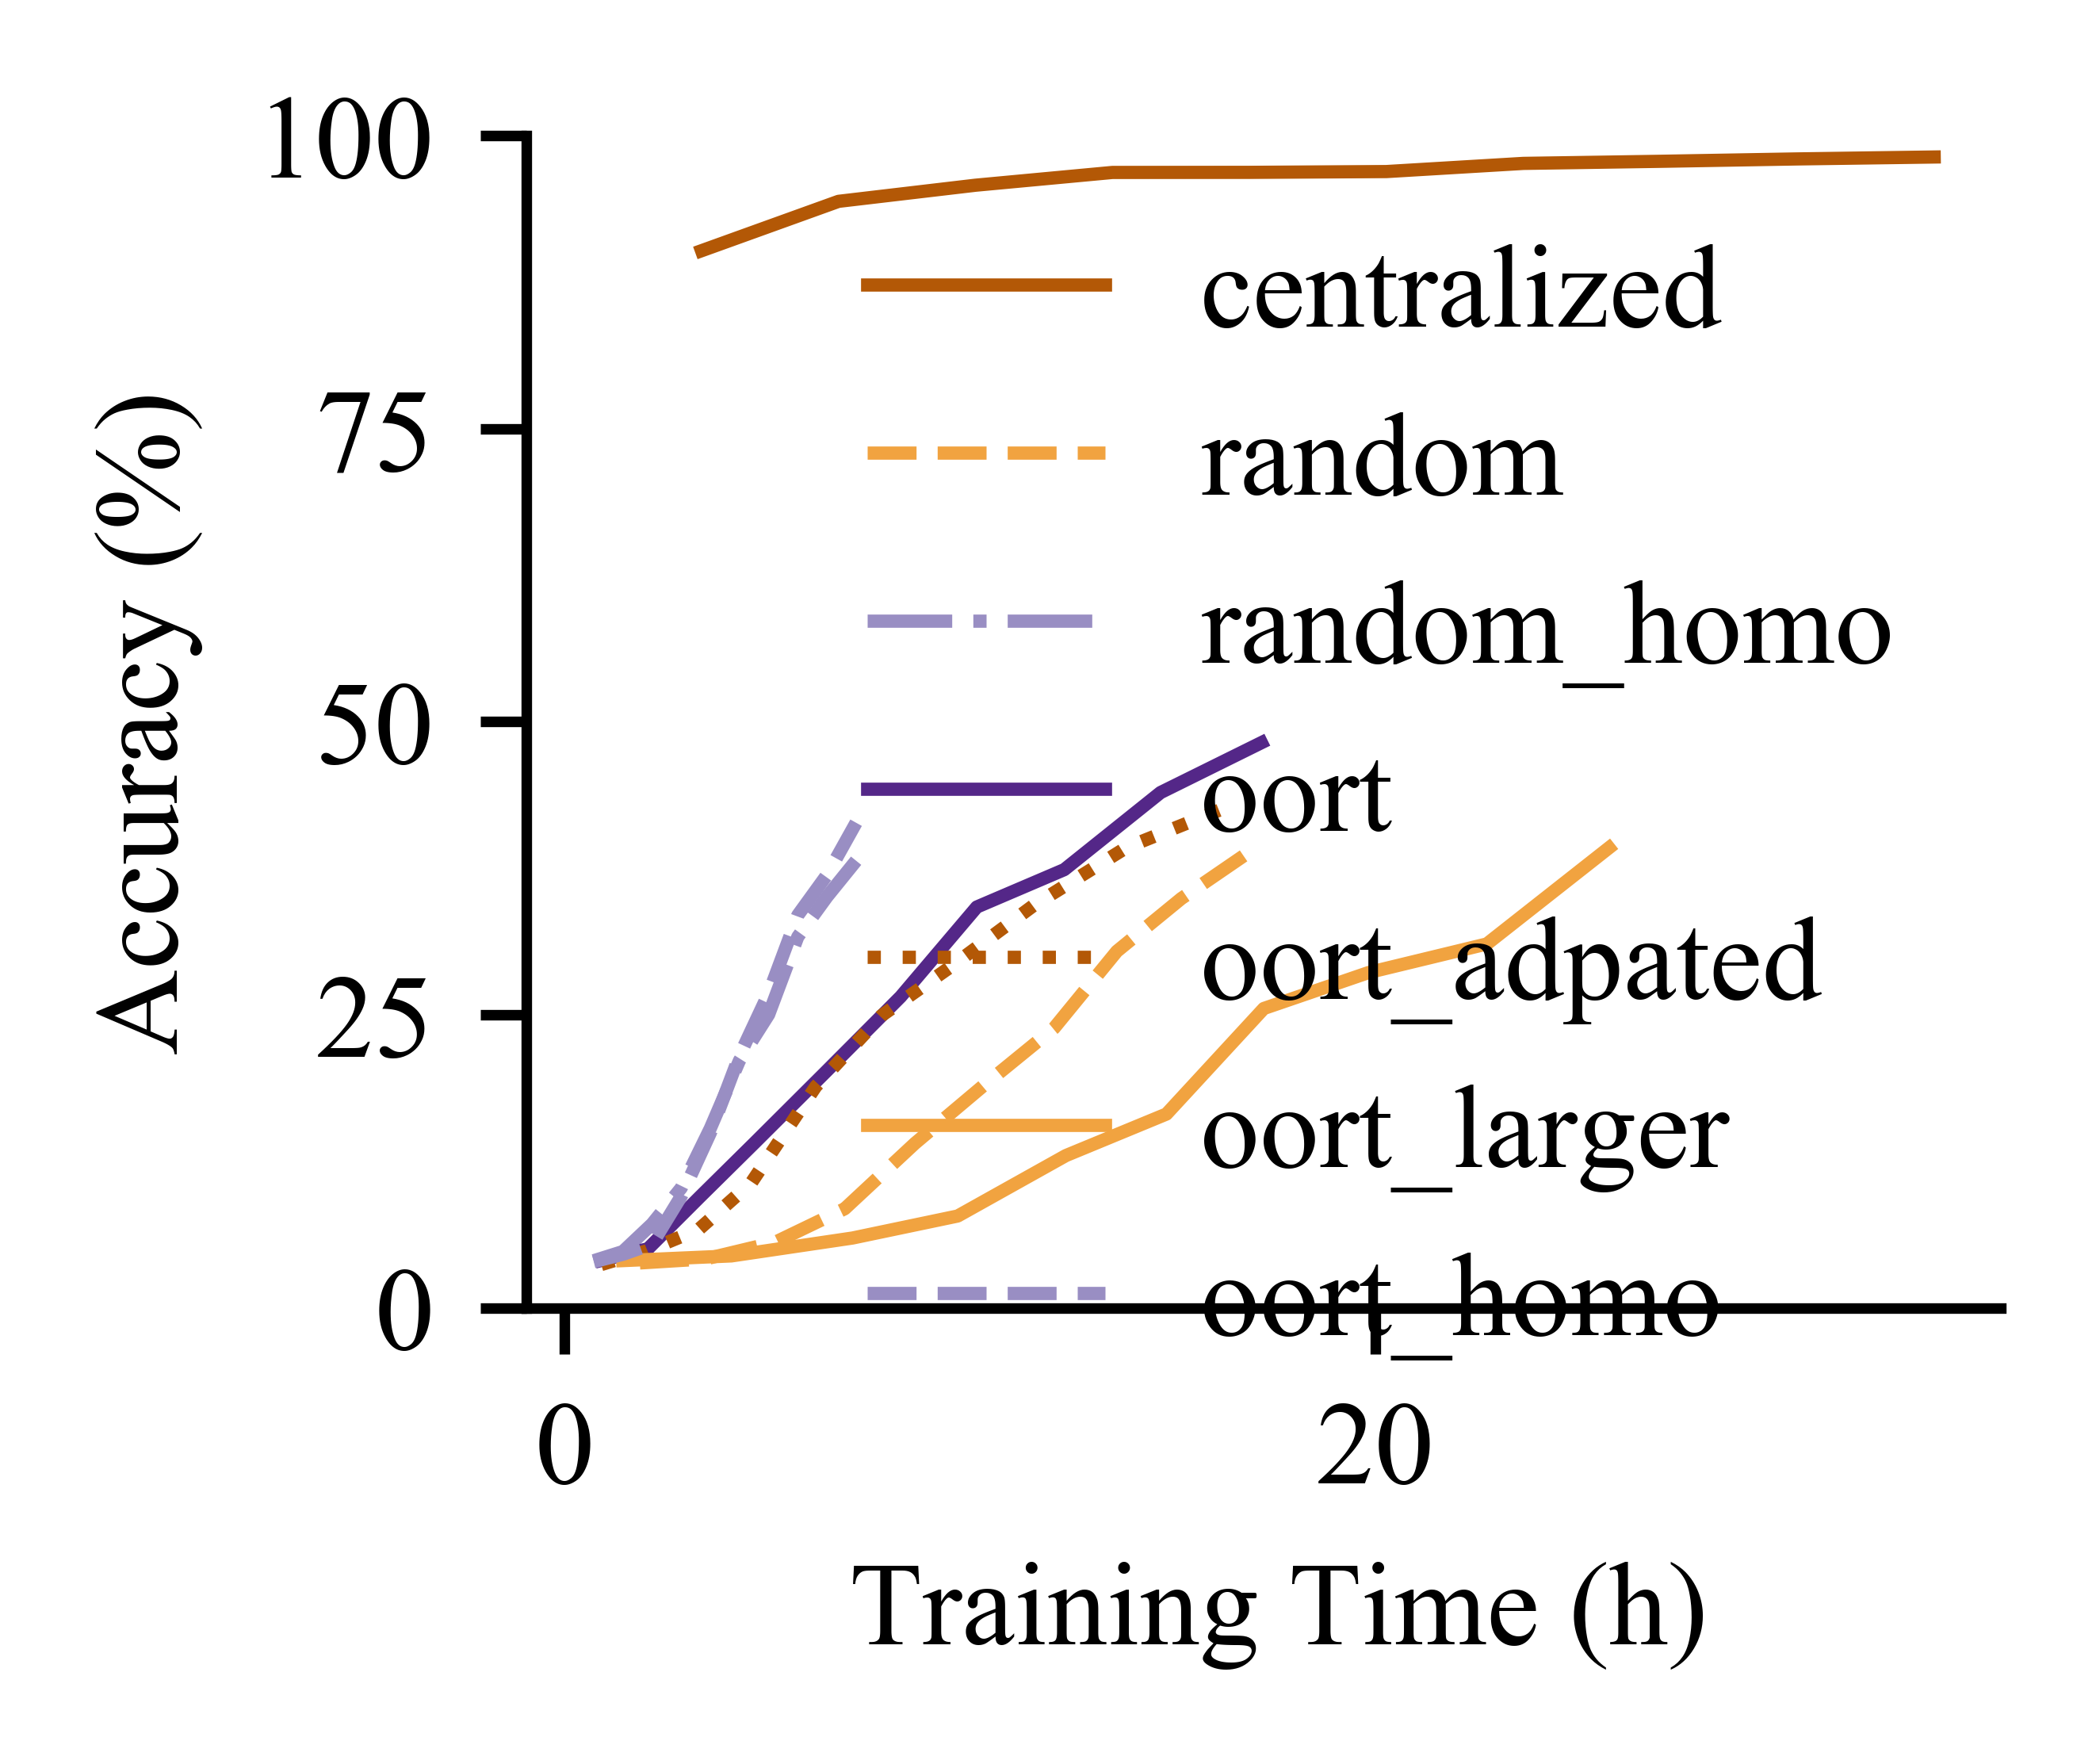 100
75
50
25
0
Accuracy (%)
centralized
random
random_homo
oort
oort_adpated
oort_larger
oort_homo
0
20
Training Time (h)